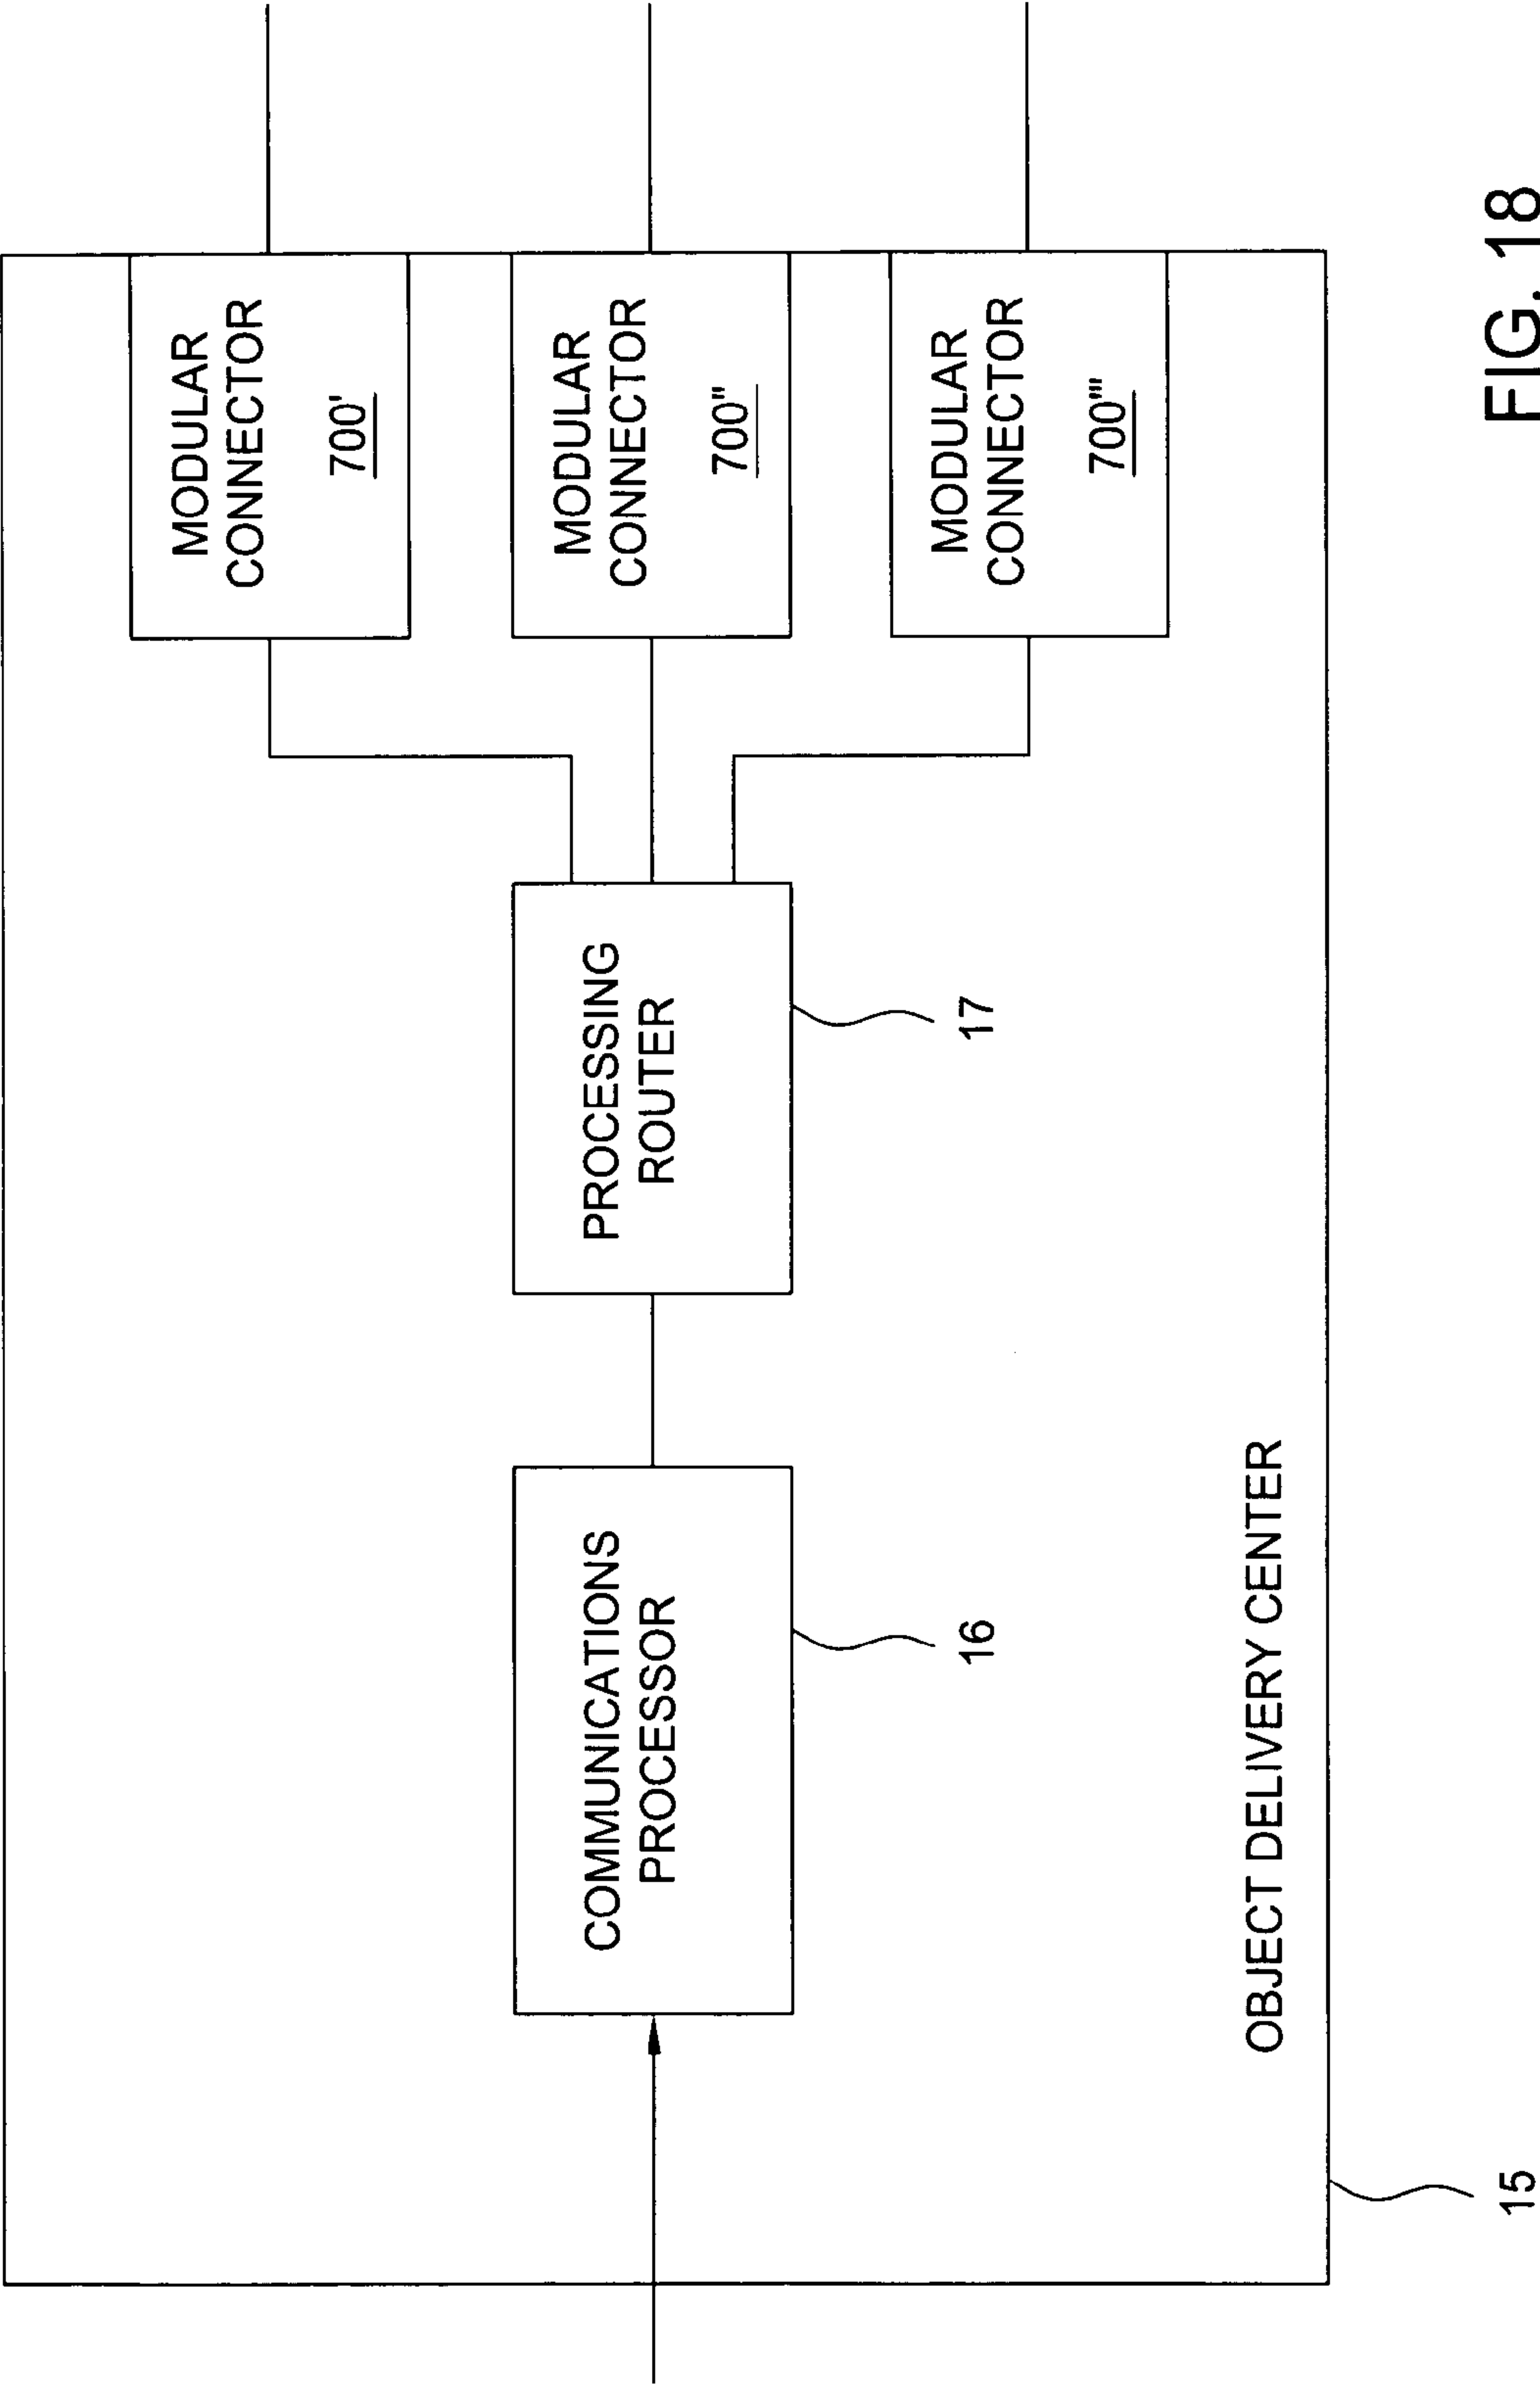 MODULAR
CONNECTOR
700'
MODULAR
CONNECTOR
700"
MODULAR
CONNECTOR
700'''
PROCESSING
ROUTER
17
COMMUNICATIONS
PROCESSOR
16
OBJECT DELIVERY CENTER
15
FIG. 18